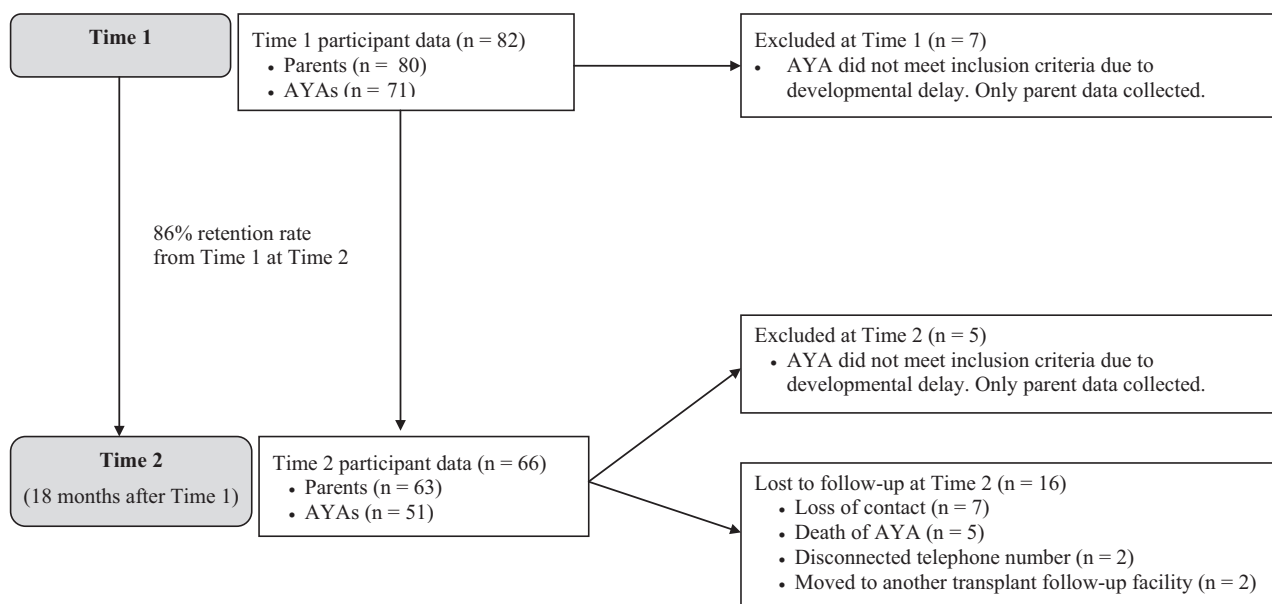 Time 1
Time 1 participant data (n = 82)
• Parents (n = 80)
• AYAs (n = 71)
Excluded at Time 1 (n = 7)
• AYA did not meet inclusion criteria due to
developmental delay. Only parent data collected.
86% retention rate
from Time 1 at Time 2
Excluded at Time 2 (n = 5)
• AYA did not meet inclusion criteria due to
developmental delay. Only parent data collected.
Time 2
(18 months after Time 1)
Time 2 participant data (n = 66)
• Parents (n = 63)
• AYAs (n = 51)
Lost to follow-up at Time 2 (n = 16)
• Loss of contact (n = 7)
• Death of AYA (n = 5)
• Disconnected telephone number (n = 2)
• Moved to another transplant follow-up facility (n = 2)